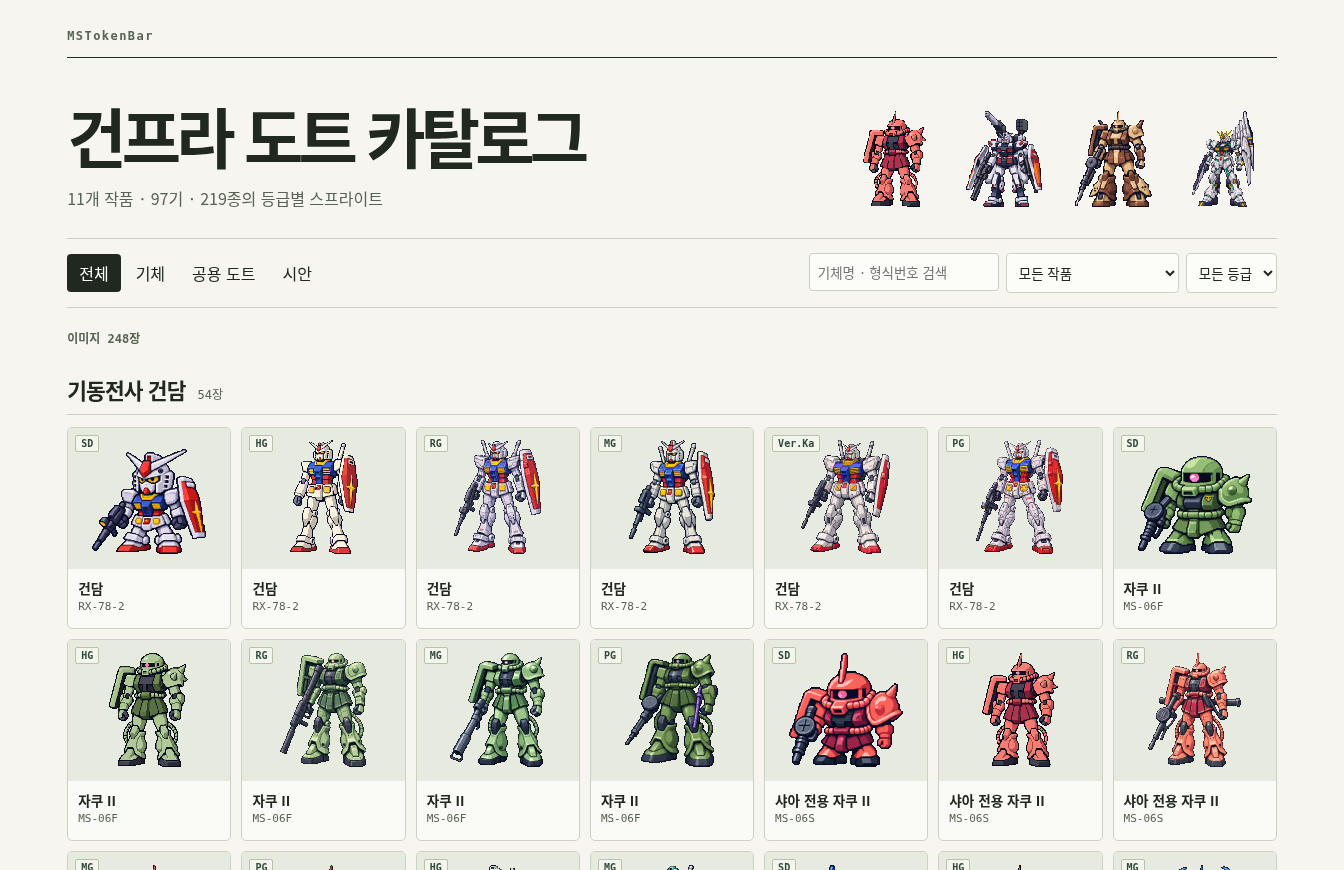 MSTokenBar
건프라 도트 카탈로그
11개 작품 · 97기 · 219종의 등급별 스프라이트
전체 기체 공용 도트 시안 기체명 · 형식번호 검색 모든 작품 모든 등급
이미지 248장
기동전사 건담 54장
SD HG RG MG Ver.Ka PG SD
건담 건담 건담 건담 건담 건담 자쿠 II
RX-78-2 RX-78-2 RX-78-2 RX-78-2 RX-78-2 RX-78-2 MS-06F
HG RG MG PG SD HG RG
자쿠 II 자쿠 II 자쿠 II 자쿠 II 샤아 전용 자쿠 II 샤아 전용 자쿠 II 샤아 전용 자쿠 II
MS-06F MS-06F MS-06F MS-06F MS-06S MS-06S MS-06S
MG PG HG MG SD HG MG